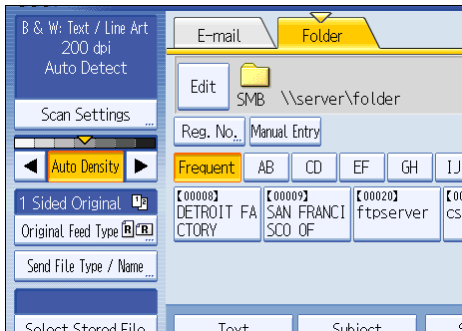 B & W: Text / Line Art
200 dpi
Auto Detect
Scan Settings
Auto Density
1 Sided Original
Original Feed Type
Send File Type / Name
Select Stored File
E-mail
Folder
Edit
SMB \\server\folder
Reg. No.
Manual Entry
Frequent
AB
CD
EF
GH
IJ
【00008】
DETROIT FA
CTORY
【00009】
SAN FRANCI
SCO OF
【00020】
ftpserver
Text
Subject